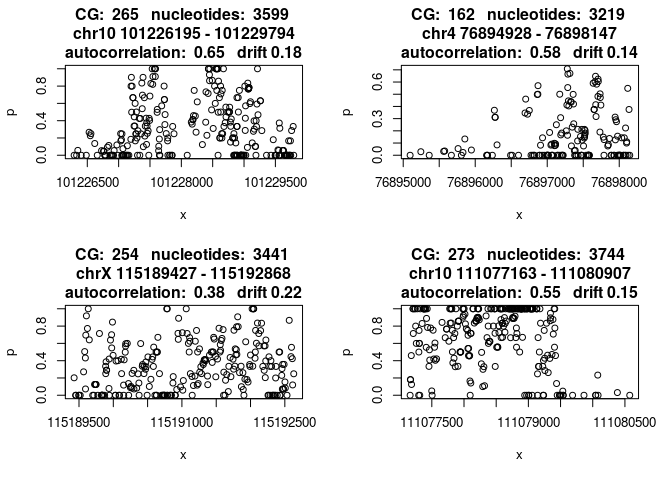 CG: 265 nucleotides: 3599
chr10 101226195 - 101229794
autocorrelation: 0.65 drift 0.18
p
0.0 0.4 0.8
101226500 101228000 101229500
x
CG: 162 nucleotides: 3219
chr4 76894928 - 76898147
autocorrelation: 0.58 drift 0.14
p
0.0 0.3 0.6
76895000 76896000 76897000 76898000
x
CG: 254 nucleotides: 3441
chrX 115189427 - 115192868
autocorrelation: 0.38 drift 0.22
p
0.0 0.4 0.8
115189500 115191000 115192500
x
CG: 273 nucleotides: 3744
chr10 111077163 - 111080907
autocorrelation: 0.55 drift 0.15
p
0.0 0.4 0.8
111077500 111079000 111080500
x